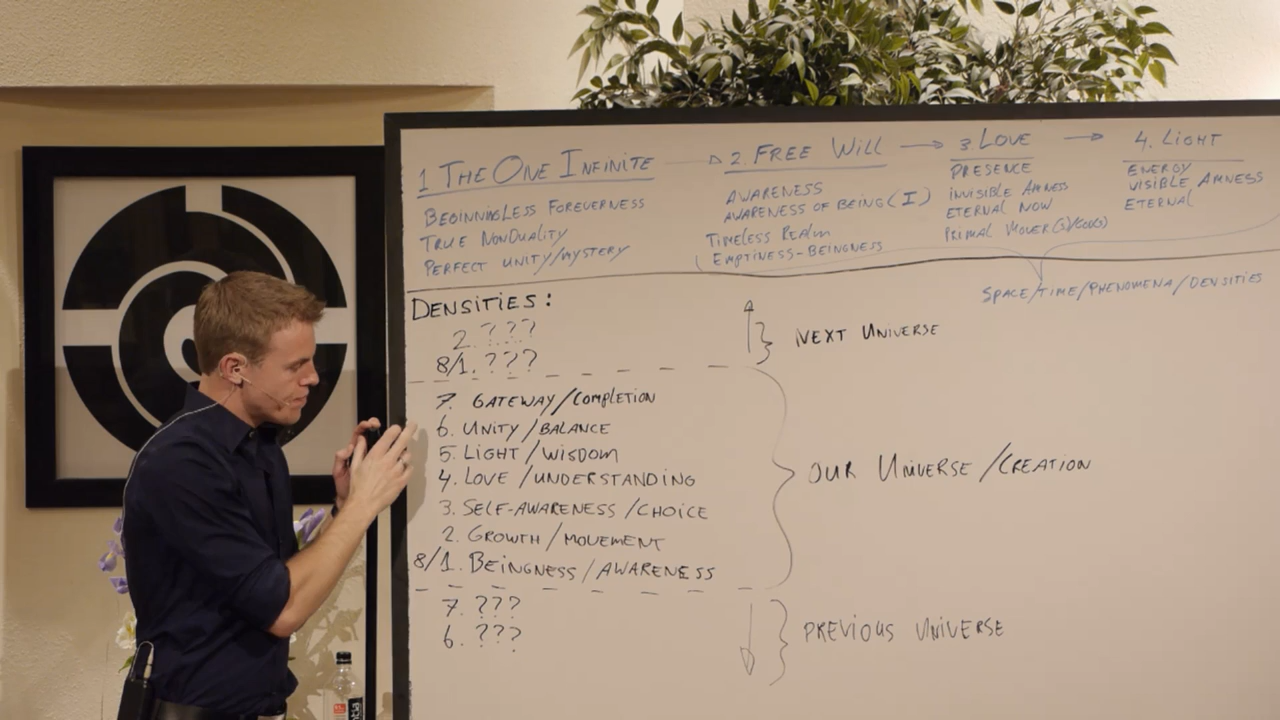 1 THE ONE INFINITE → 2. FREE WILL → 3 LOVE → 4. LIGHT
BEGINNINGLESS FOREVERNESS
TRUE NONDUALITY
PERFECT UNITY/MYSTERY
AWARENESS
AWARENESS OF BEING (I)
TIMELESS REALM
EMPTINESS-BEINGNESS
PRESENCE
INVISIBLE AMNESS
ETERNAL NOW
PRIMAL MOVER(S)/GOD(S)
ENERGY
VISIBLE AMNESS
ETERNAL
SPACE/TIME/PHENOMENA/DENSITIES
DENSITIES:
2. ???
8/1. ???
NEXT UNIVERSE
7. GATEWAY/COMPLETION
6. UNITY/BALANCE
5. LIGHT/WISDOM
4. LOVE/UNDERSTANDING
3. SELF-AWARENESS/CHOICE
2. GROWTH/MOVEMENT
8/1. BEINGNESS/AWARENESS
OUR UNIVERSE/CREATION
7. ???
6. ???
PREVIOUS UNIVERSE